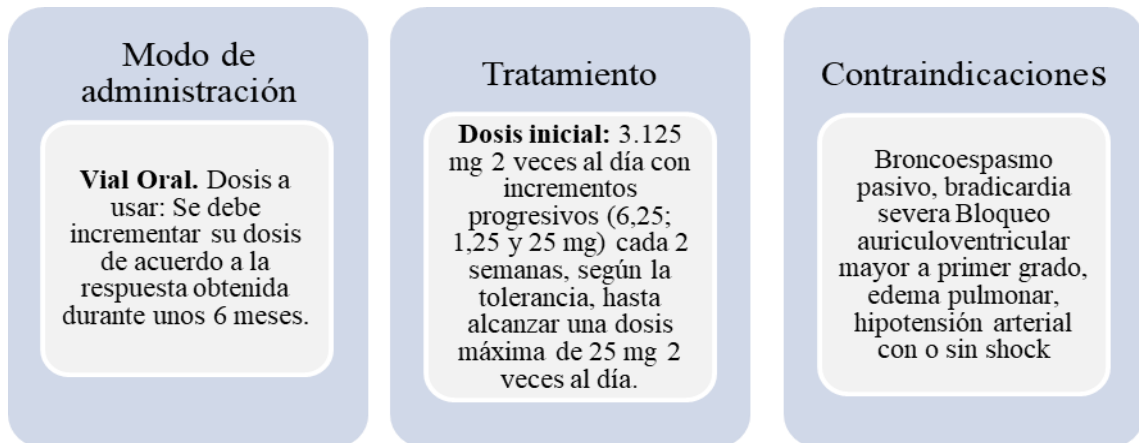 Modo de
administración
Vial Oral. Dosis a
usar: Se debe
incrementar su dosis
de acuerdo a la
respuesta obtenida
durante unos 6 meses.
Tratamiento
Dosis inicial: 3.125
mg 2 veces al día con
incrementos
progresivos (6,25;
1,25 y 25 mg) cada 2
semanas, según la
tolerancia, hasta
alcanzar una dosis
máxima de 25 mg 2
veces al día.
Contraindicaciones
Broncoespasmo
pasivo, bradicardia
severa Bloqueo
auriculoventricular
mayor a primer grado,
edema pulmonar,
hipotensión arterial
con o sin shock